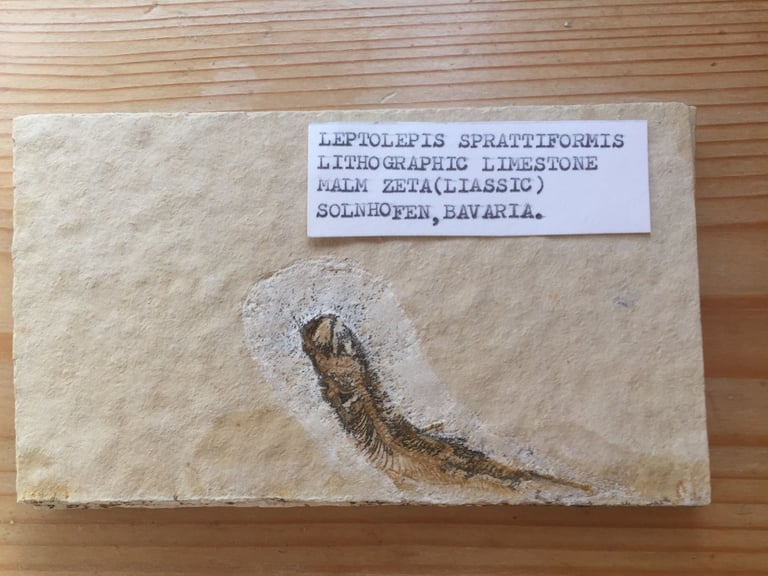 LEPTOLEPIS SPRATTIFORMIS
LITHOGRAPHIC LIMESTONE
MALM ZETA(LIASSIC)
SOLNHOFEN,BAVARIA.